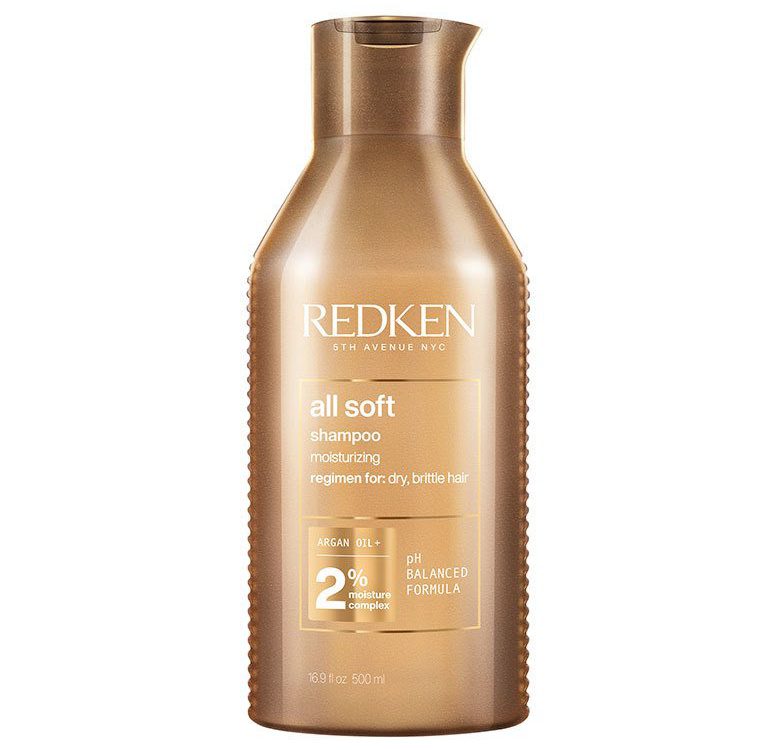 REDKEN
5TH AVENUE NYC
all soft
shampoo
moisturizing
regimen for: dry, brittle hair
ARGAN OIL+
2%
moisture
complex
pH
BALANCED
FORMULA
16.9 fl oz 500 ml